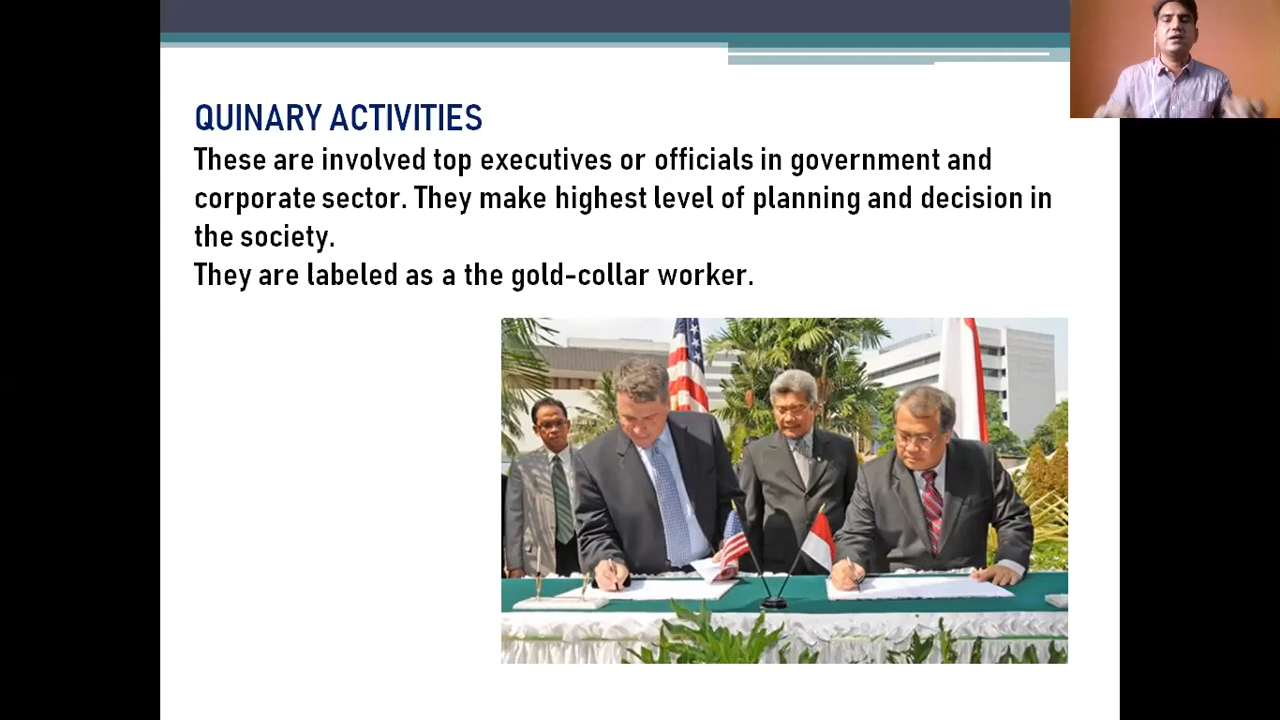 QUINARY ACTIVITIES
These are involved top executives or officials in government and
corporate sector. They make highest level of planning and decision in
the society.
They are labeled as a the gold-collar worker.